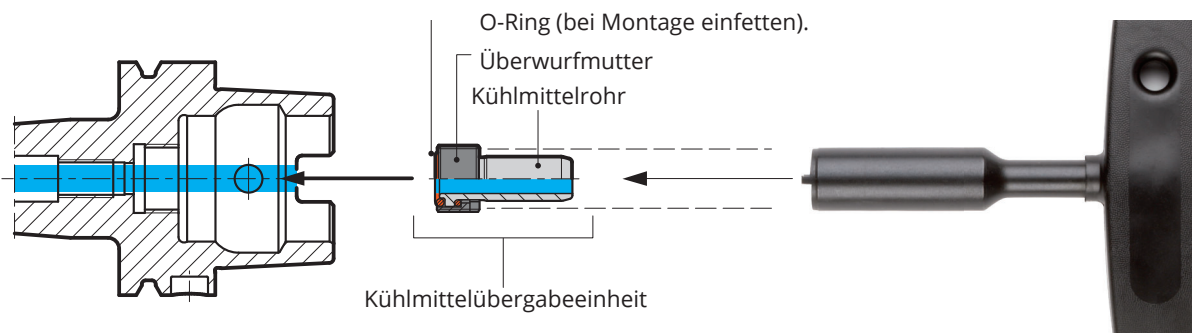 O-Ring (bei Montage einfetten).
Überwurfmutter
Kühlmittelrohr
Kühlmittelübergabeeinheit